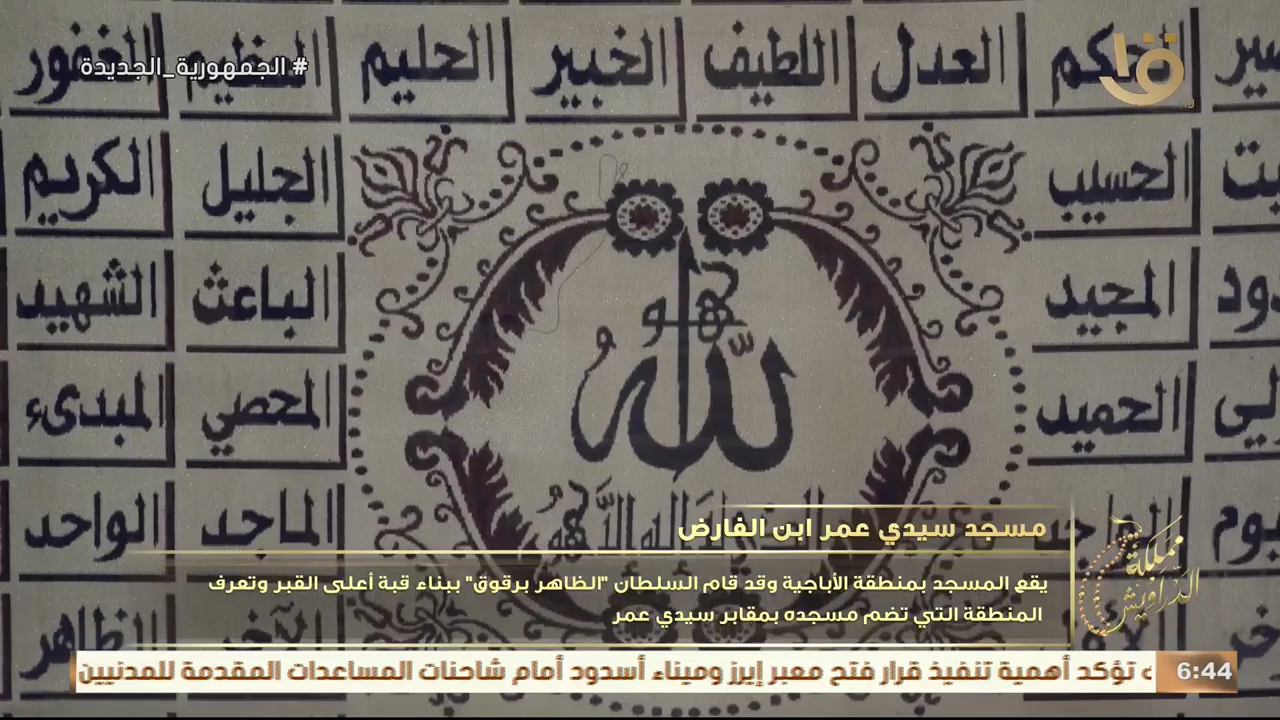 #الجمهورية_الجديدة
الحكم العدل اللطيف الخبير الحليم العظيم الغفور
الحسيب الجليل الكريم
المجيد الباعث الشهيد
هو
الله
الحميد المحصي المبدىء
الماجد الواحد
الآخر الظاهر
مسجد سيدي عمر ابن الفارض
يقع المسجد بمنطقة الأباجية وقد قام السلطان "الظاهر برقوق" ببناء قبة أعلى القبر وتعرف
المنطقة التي تضم مسجده بمقابر سيدي عمر
مملكة
الدراويش
تؤكد أهمية تنفيذ قرار فتح معبر إيرز وميناء أسدود أمام شاحنات المساعدات المقدمة للمدنيين
6:44